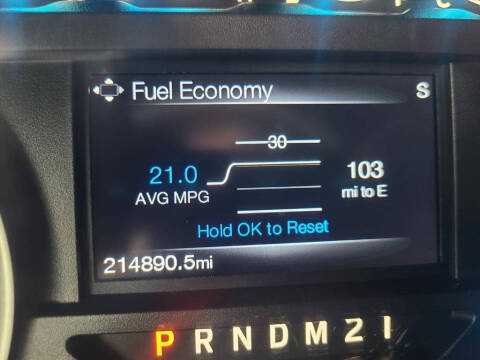 Fuel Economy S
30
21.0 103
AVG MPG mi to E
Hold OK to Reset
214890.5mi
P R N D M 2 1